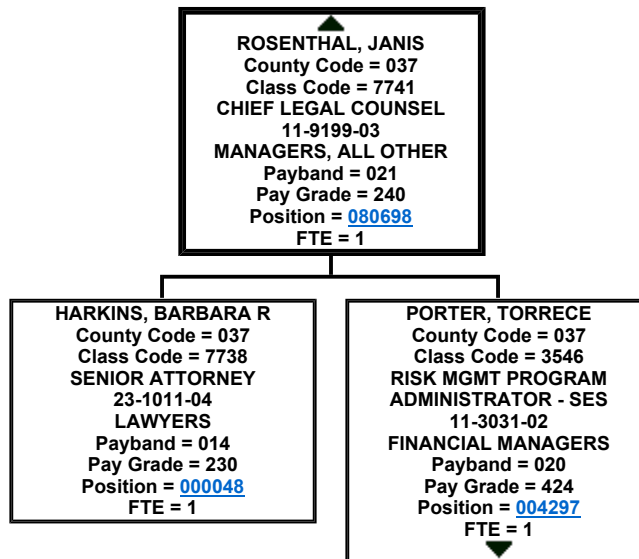 ROSENTHAL, JANIS
County Code = 037
Class Code = 7741
CHIEF LEGAL COUNSEL
11-9199-03
MANAGERS, ALL OTHER
Payband = 021
Pay Grade = 240
Position = 080698
FTE = 1
HARKINS, BARBARA R
County Code = 037
Class Code = 7738
SENIOR ATTORNEY
23-1011-04
LAWYERS
Payband = 014
Pay Grade = 230
Position = 000048
FTE = 1
PORTER, TORRECE
County Code = 037
Class Code = 3546
RISK MGMT PROGRAM
ADMINISTRATOR - SES
11-3031-02
FINANCIAL MANAGERS
Payband = 020
Pay Grade = 424
Position = 004297
FTE = 1